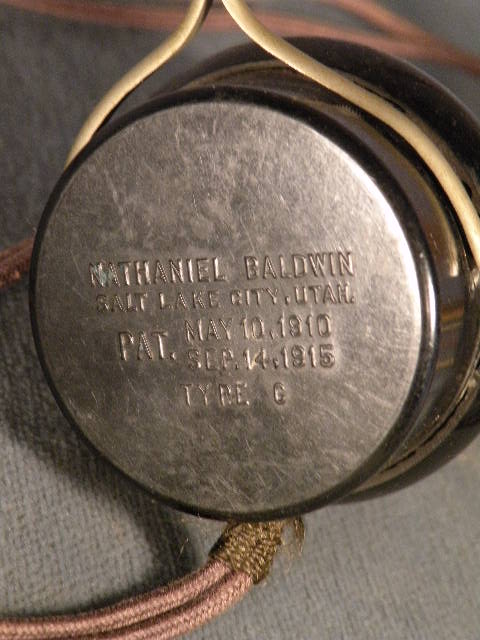 NATHANIEL BALDWIN
SALT LAKE CITY, UTAH.
PAT. MAY 10, 1910
SEP. 14, 1915
TYPE G